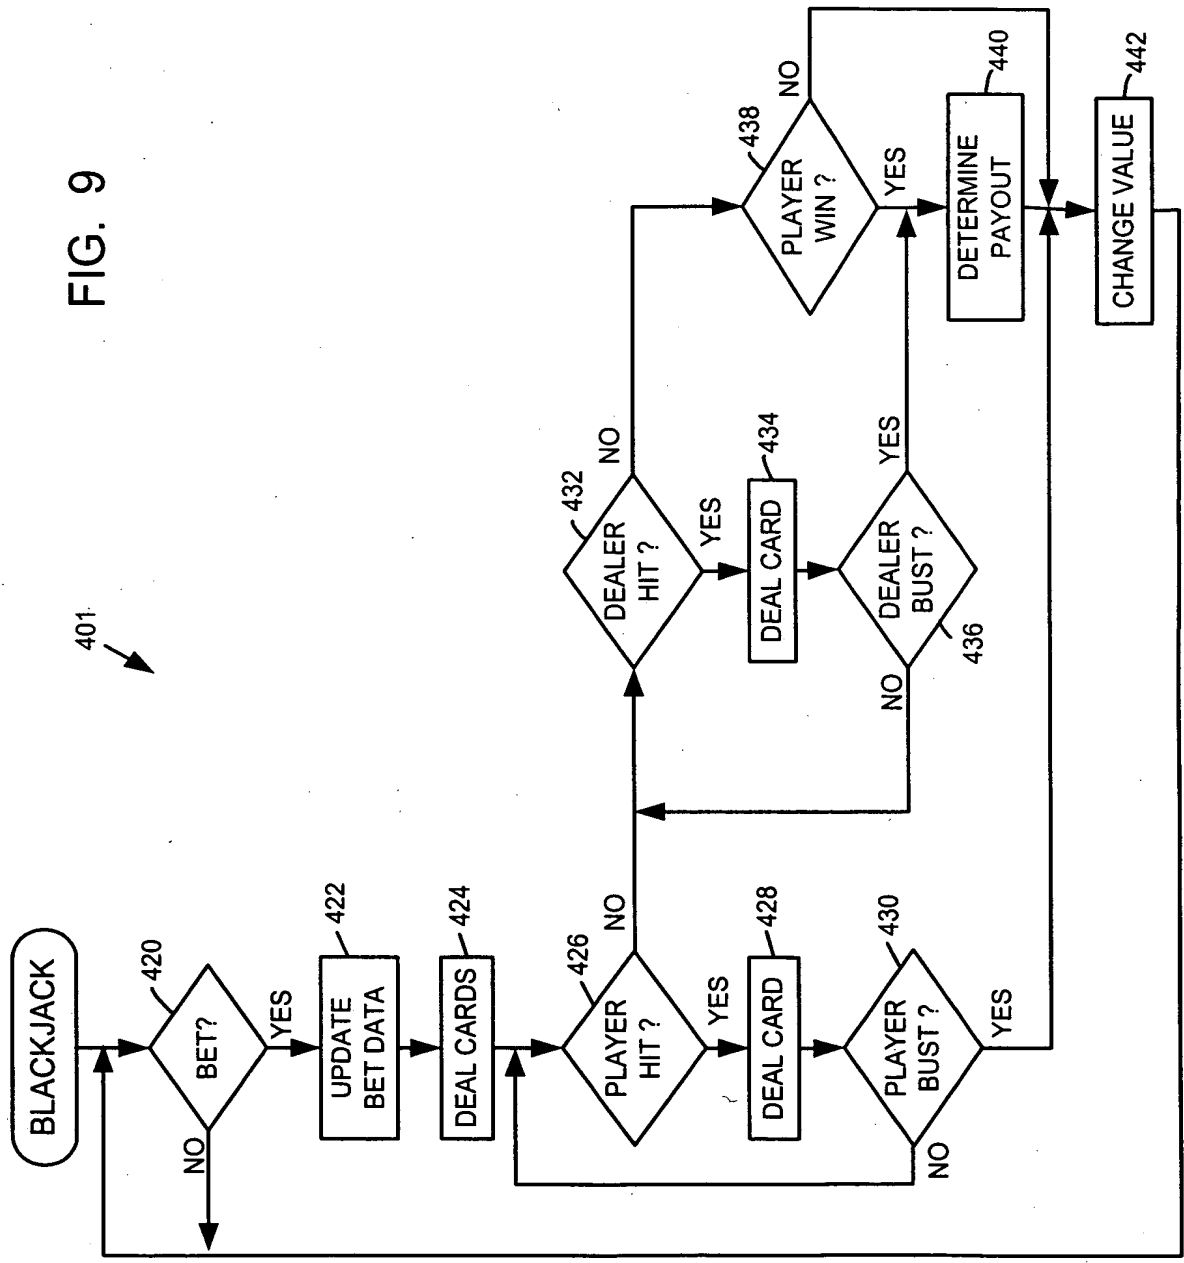 FIG. 9
401
BLACKJACK
BET?
420
NO
YES
UPDATE
BET DATA
422
DEAL CARDS
424
PLAYER
HIT ?
426
NO
YES
DEAL CARD
428
PLAYER
BUST ?
430
NO
YES
DEALER
HIT ?
432
NO
YES
DEAL CARD
434
DEALER
BUST ?
436
NO
YES
PLAYER
WIN ?
438
NO
YES
DETERMINE
PAYOUT
440
CHANGE VALUE
442